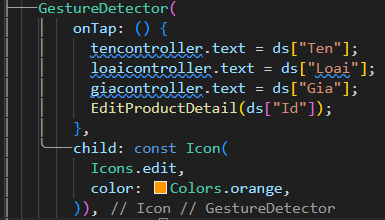 GestureDetector(
onTap: () {
tencontroller.text = ds["Ten"];
loaicontroller.text = ds["Loai"];
giacontroller.text = ds["Gia"];
EditProductDetail(ds["Id"]);
},
child: const Icon(
Icons.edit,
color: Colors.orange,
)), // Icon // GestureDetector